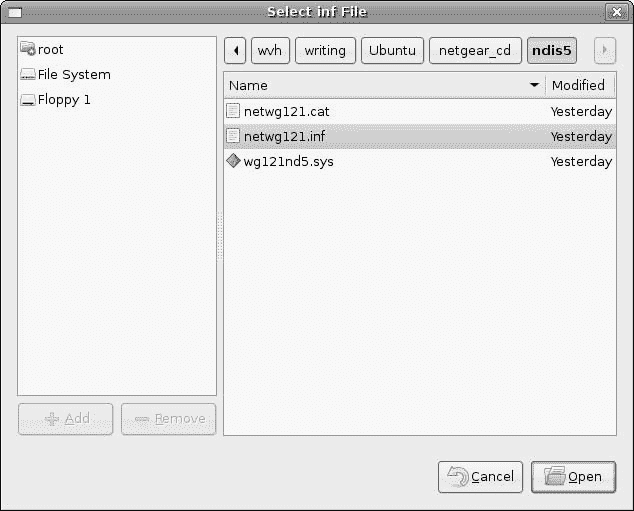 Select inf File
root
File System
Floppy 1
Add
Remove
wvh writing Ubuntu netgear_cd ndis5
Name Modified
netwg121.cat Yesterday
netwg121.inf Yesterday
wg121nd5.sys Yesterday
Cancel Open